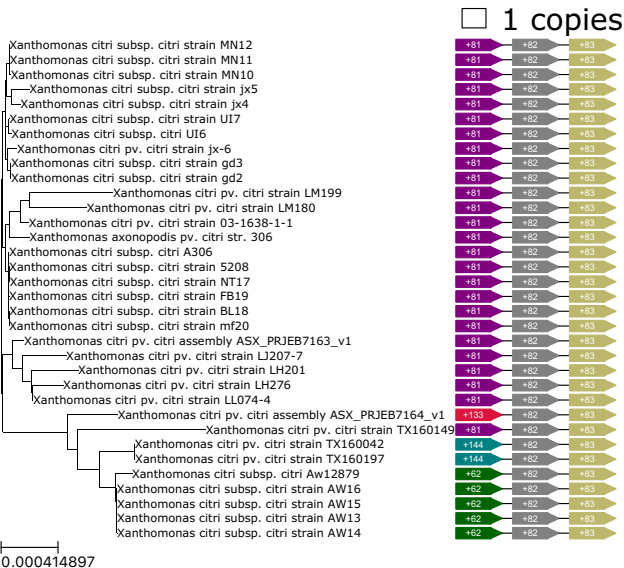 1 copies
Xanthomonas citri subsp. citri strain MN12 +81 +82 +83
Xanthomonas citri subsp. citri strain MN11 +81 +82 +83
Xanthomonas citri subsp. citri strain MN10 +81 +82 +83
Xanthomonas citri subsp. citri strain jx5 +81 +82 +83
Xanthomonas citri subsp. citri strain jx4 +81 +82 +83
Xanthomonas citri subsp. citri strain UI7 +81 +82 +83
Xanthomonas citri subsp. citri UI6 +81 +82 +83
Xanthomonas citri pv. citri strain jx-6 +81 +82 +83
Xanthomonas citri subsp. citri strain gd3 +81 +82 +83
Xanthomonas citri subsp. citri strain gd2 +81 +82 +83
Xanthomonas citri pv. citri strain LM199 +81 +82 +83
Xanthomonas citri pv. citri strain LM180 +81 +82 +83
Xanthomonas citri pv. citri strain 03-1638-1-1 +81 +82 +83
Xanthomonas axonopodis pv. citri str. 306 +81 +82 +83
Xanthomonas citri subsp. citri A306 +81 +82 +83
Xanthomonas citri subsp. citri strain 5208 +81 +82 +83
Xanthomonas citri subsp. citri strain NT17 +81 +82 +83
Xanthomonas citri subsp. citri strain FB19 +81 +82 +83
Xanthomonas citri subsp. citri strain BL18 +81 +82 +83
Xanthomonas citri subsp. citri strain mf20 +81 +82 +83
Xanthomonas citri pv. citri assembly ASX_PRJEB7163_v1 +81 +82 +83
Xanthomonas citri pv. citri strain LJ207-7 +81 +82 +83
Xanthomonas citri pv. citri strain LH201 +81 +82 +83
Xanthomonas citri pv. citri strain LH276 +81 +82 +83
Xanthomonas citri pv. citri strain LL074-4 +81 +82 +83
Xanthomonas citri pv. citri assembly ASX_PRJEB7164_v1 +133 +82 +83
Xanthomonas citri pv. citri strain TX160149 +81 +82 +83
Xanthomonas citri pv. citri strain TX160042 +144 +82 +83
Xanthomonas citri pv. citri strain TX160197 +144 +82 +83
Xanthomonas citri subsp. citri Aw12879 +62 +82 +83
Xanthomonas citri subsp. citri strain AW16 +62 +82 +83
Xanthomonas citri subsp. citri strain AW15 +62 +82 +83
Xanthomonas citri subsp. citri strain AW13 +62 +82 +83
Xanthomonas citri subsp. citri strain AW14 +62 +82 +83
0.000414897